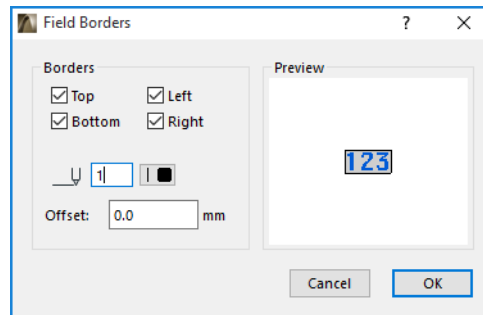 Field Borders ?
Borders
Top Left
Bottom Right
1
Offset: 0.0 mm
Preview
123
Cancel OK